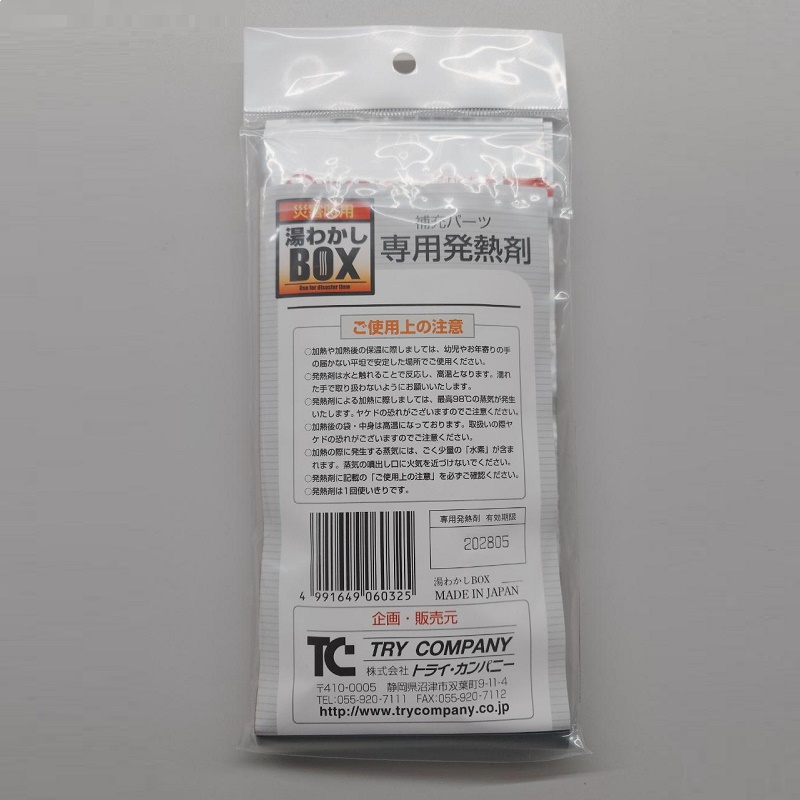 災害時用
湯わかし
BOX
Use for disaster time
補充パーツ
専用発熱剤
ご使用上の注意
○加熱や加熱後の保温に際しましては、幼児やお年寄りの手
の届かない平坦で安定した場所でご使用ください。
○発熱剤は水と触れることで反応し、高温となります。濡れ
た手で取り扱わないようにお願いいたします。
○発熱剤による加熱に際しましては、最高98℃の蒸気が発生
いたします。ヤケドの恐れがございますのでご注意ください。
○加熱後の袋・中身は高温になっております。取扱いの際ヤ
ケドの恐れがございますのでご注意ください。
○加熱の際に発生する蒸気には、ごく少量の「水素」が含ま
れます。蒸気の噴出し口に火気を近づけないでください。
○発熱剤に記載の「ご使用上の注意」を必ずご確認ください。
○発熱剤は1回使いきりです。
専用発熱剤 有効期限
202805
4 991649 060325
湯わかしBOX
MADE IN JAPAN
企画・販売元
TC TRY COMPANY
株式会社 トライ・カンパニー
〒410-0005 静岡県沼津市双葉町9-11-4
TEL:055-920-7111 FAX:055-920-7112
http://www.trycompany.co.jp